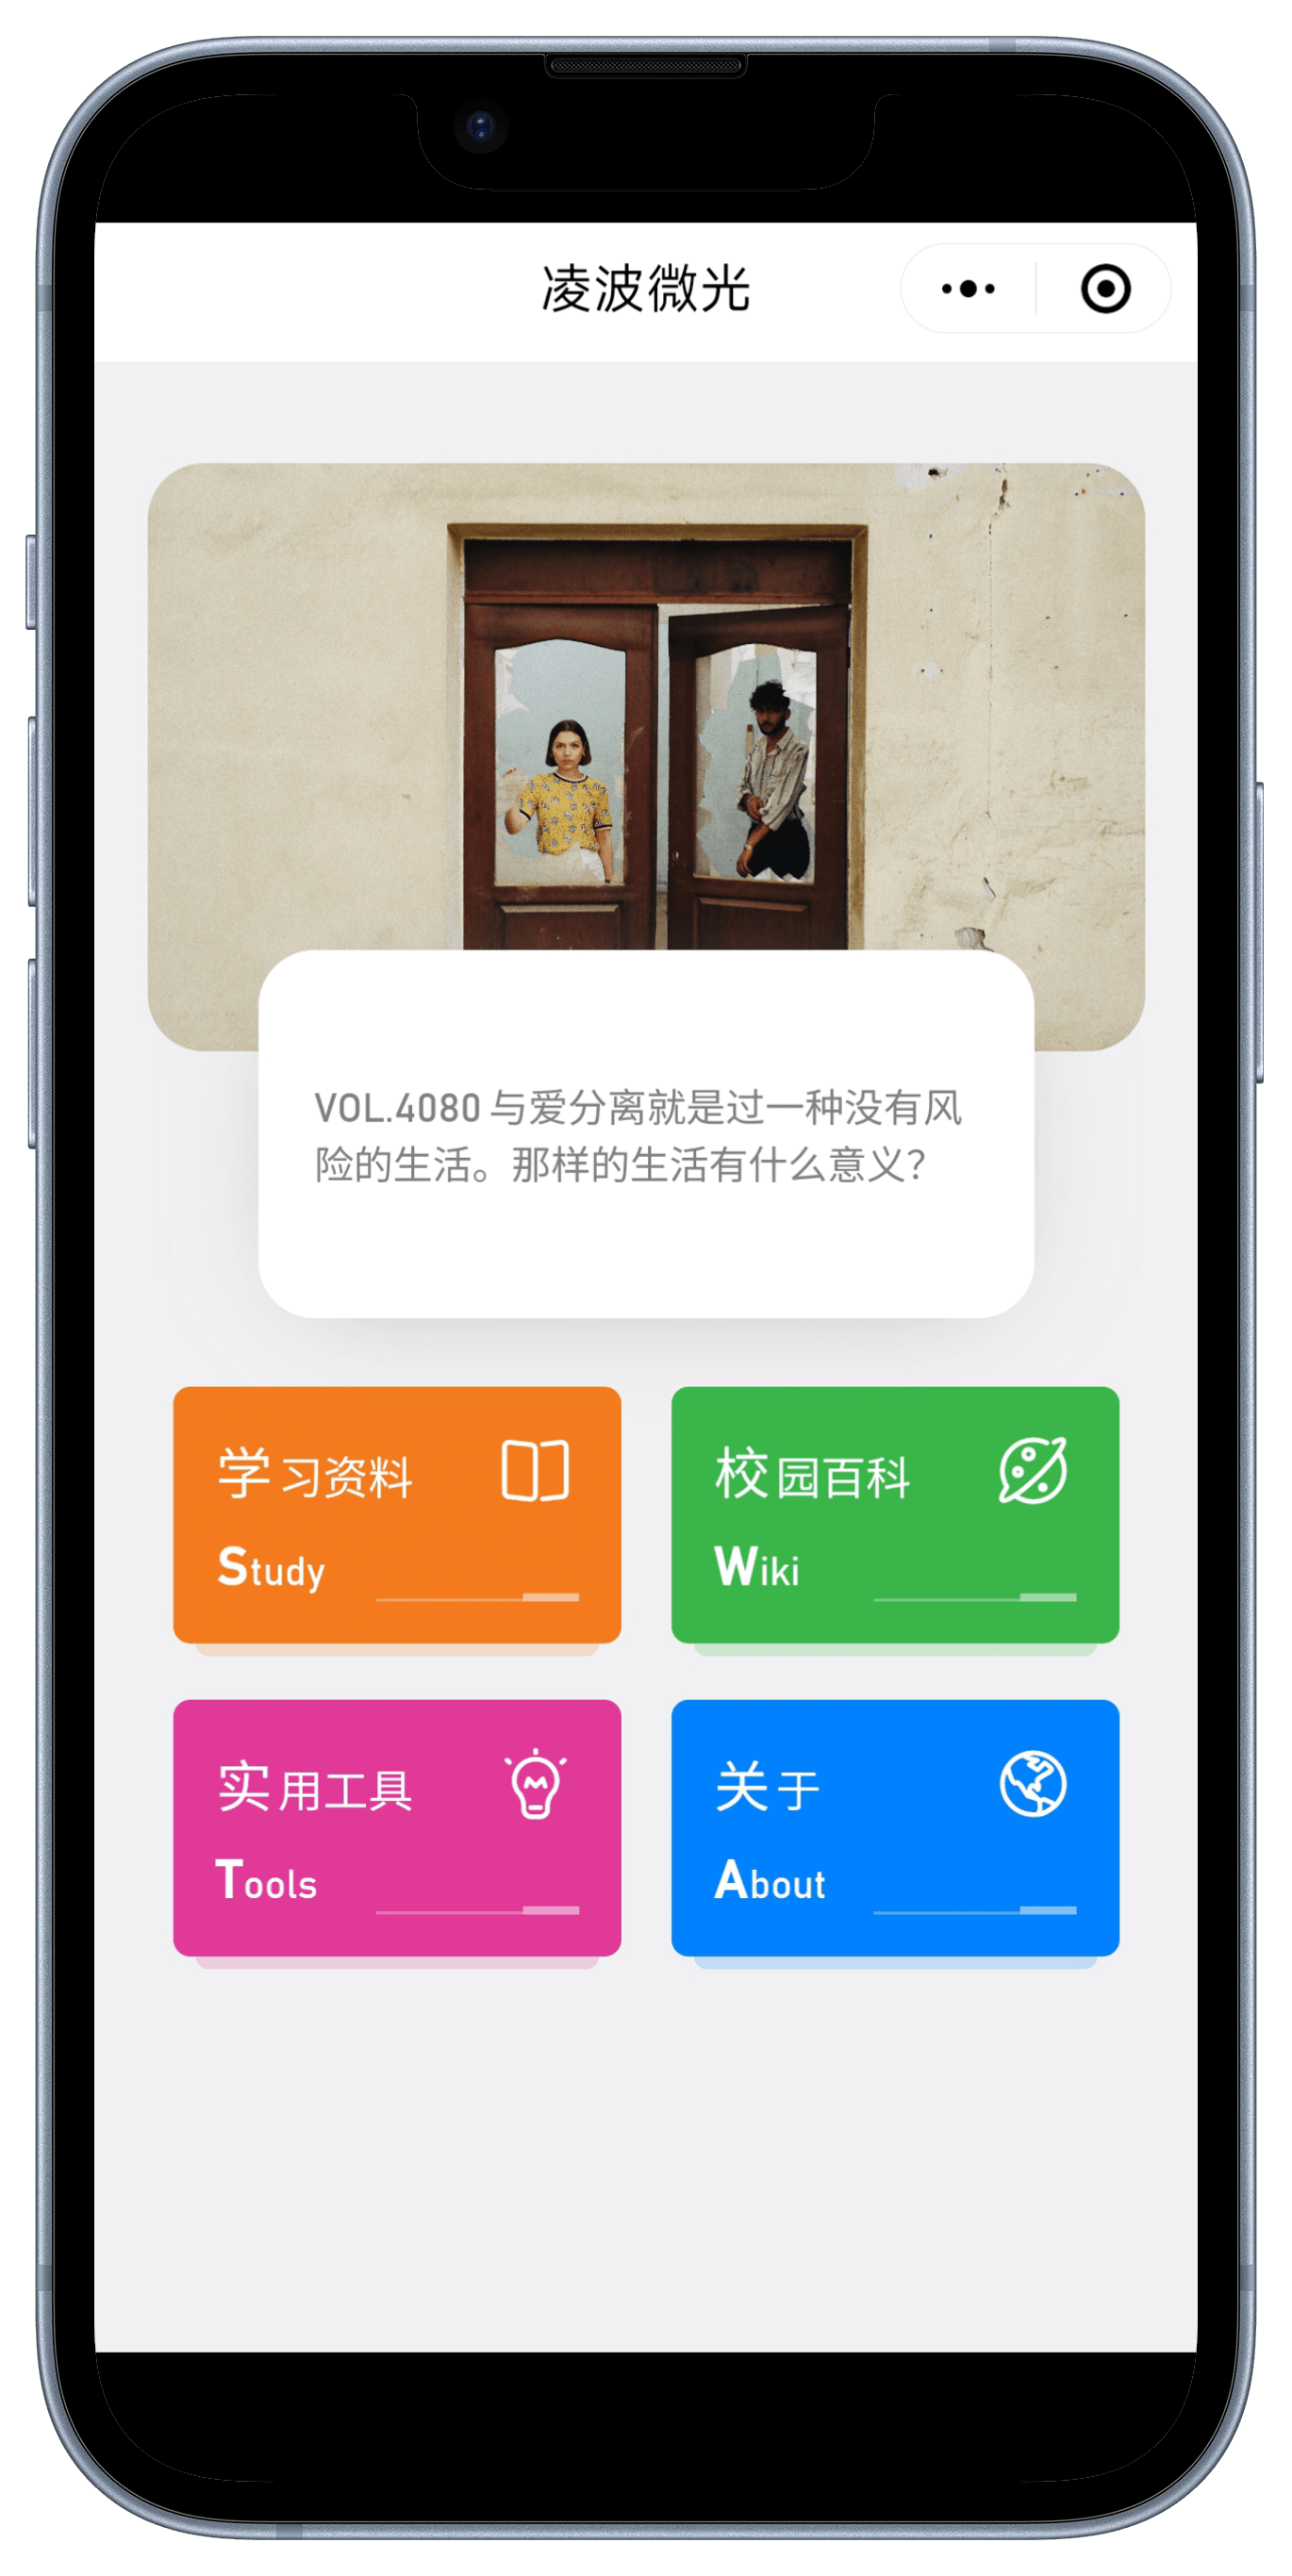 凌波微光
VOL.4080 与爱分离就是过一种没有风
险的生活。那样的生活有什么意义？
学习资料
Study
校园百科
Wiki
实用工具
Tools
关于
About